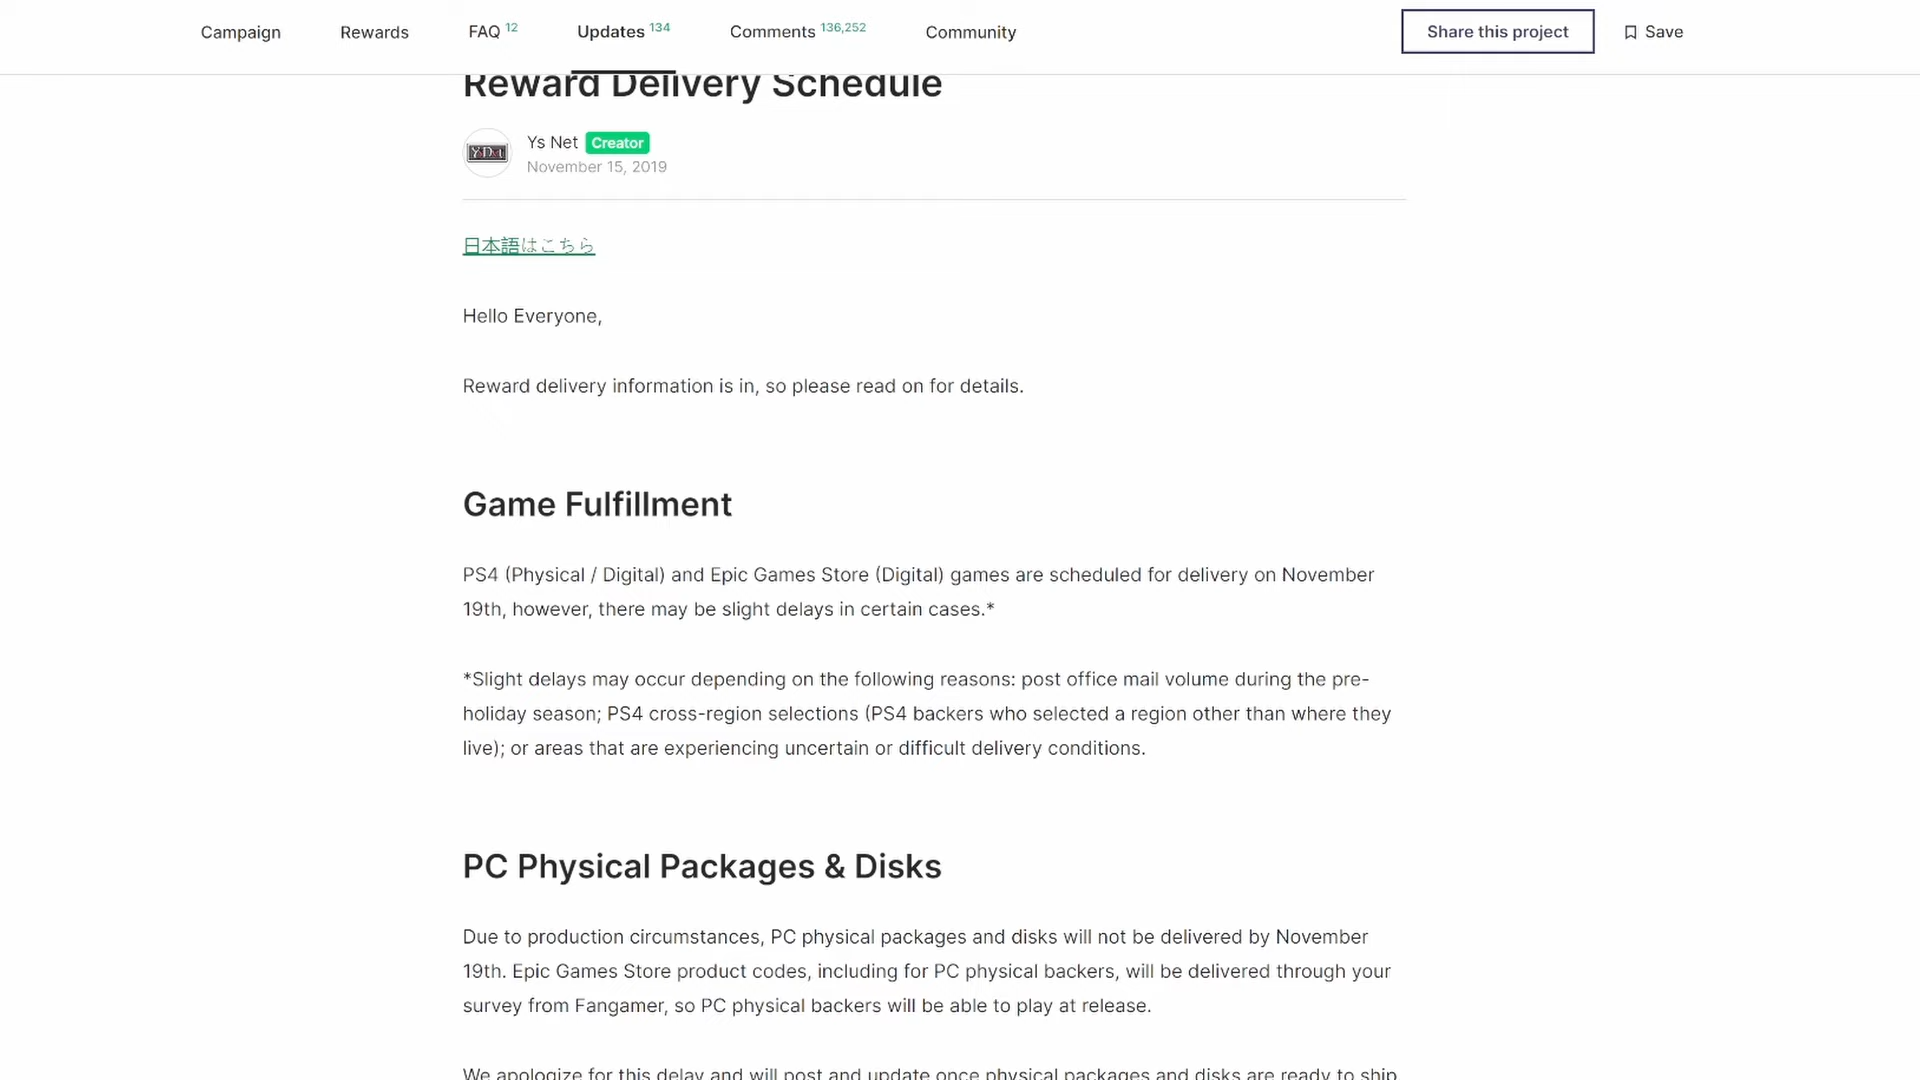 Campaign
Rewards
FAQ 12
Updates 134
Comments 136,252
Community
Share this project
Save
Reward Delivery Schedule
Ys Net Creator
November 15, 2019
日本語はこちら
Hello Everyone,
Reward delivery information is in, so please read on for details.
Game Fulfillment
PS4 (Physical / Digital) and Epic Games Store (Digital) games are scheduled for delivery on November
19th, however, there may be slight delays in certain cases.*
*Slight delays may occur depending on the following reasons: post office mail volume during the pre-
holiday season; PS4 cross-region selections (PS4 backers who selected a region other than where they
live); or areas that are experiencing uncertain or difficult delivery conditions.
PC Physical Packages & Disks
Due to production circumstances, PC physical packages and disks will not be delivered by November
19th. Epic Games Store product codes, including for PC physical backers, will be delivered through your
survey from Fangamer, so PC physical backers will be able to play at release.
We apologize for this delay and will post and update once physical packages and disks are ready to ship